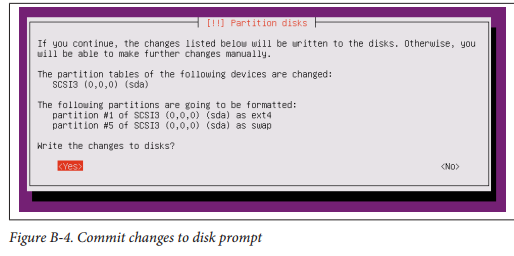 [!!] Partition disks
If you continue, the changes listed below will be written to the disks. Otherwise, you
will be able to make further changes manually.
The partition tables of the following devices are changed:
SCSI3 (0,0,0) (sda)
The following partitions are going to be formatted:
partition #1 of SCSI3 (0,0,0) (sda) as ext4
partition #5 of SCSI3 (0,0,0) (sda) as swap
Write the changes to disks?
<Yes> <No>
Figure B-4. Commit changes to disk prompt